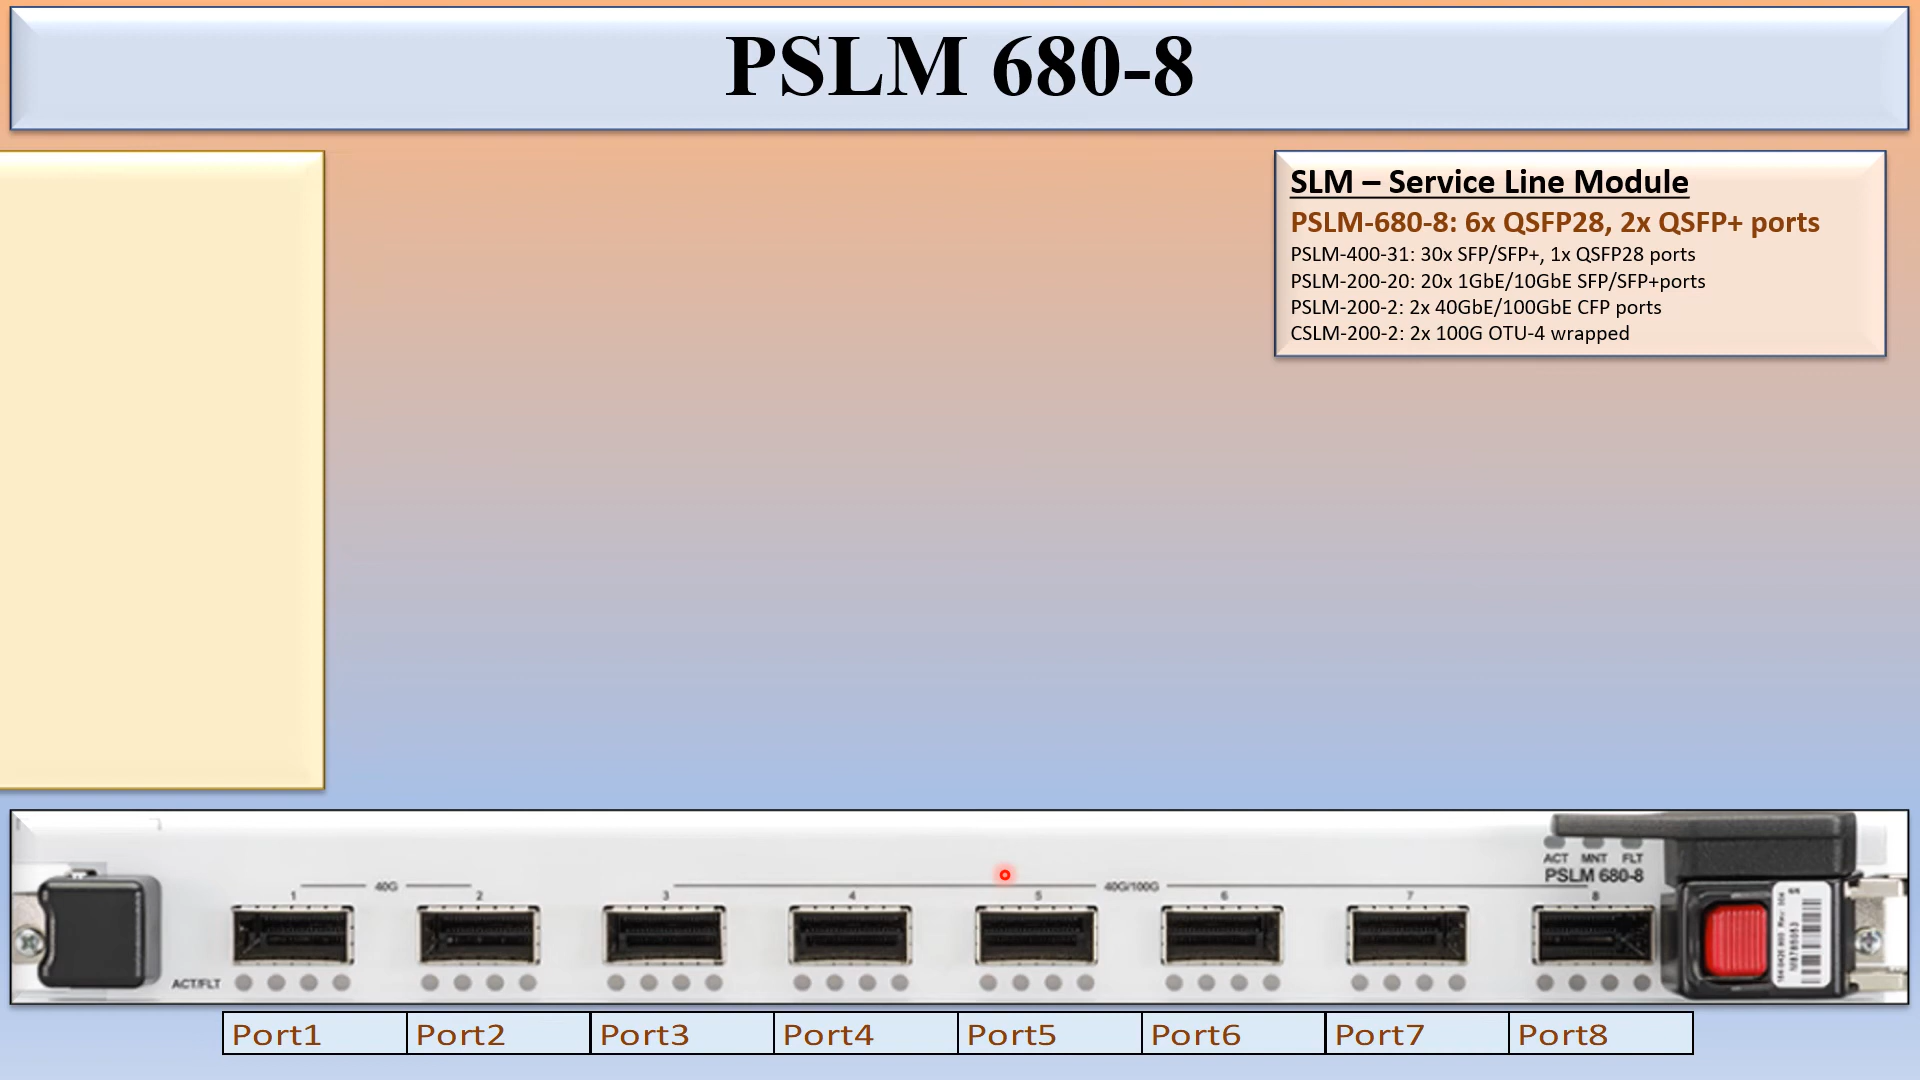 PSLM 680-8
SLM – Service Line Module
PSLM-680-8: 6x QSFP28, 2x QSFP+ ports
PSLM-400-31: 30x SFP/SFP+, 1x QSFP28 ports
PSLM-200-20: 20x 1GbE/10GbE SFP/SFP+ports
PSLM-200-2: 2x 40GbE/100GbE CFP ports
CSLM-200-2: 2x 100G OTU-4 wrapped
ACT MNT FLT
PSLM 680-8
40G 40G/100G
1 2 3 4 5 6 7 8
ACT/FLT
Port1 Port2 Port3 Port4 Port5 Port6 Port7 Port8